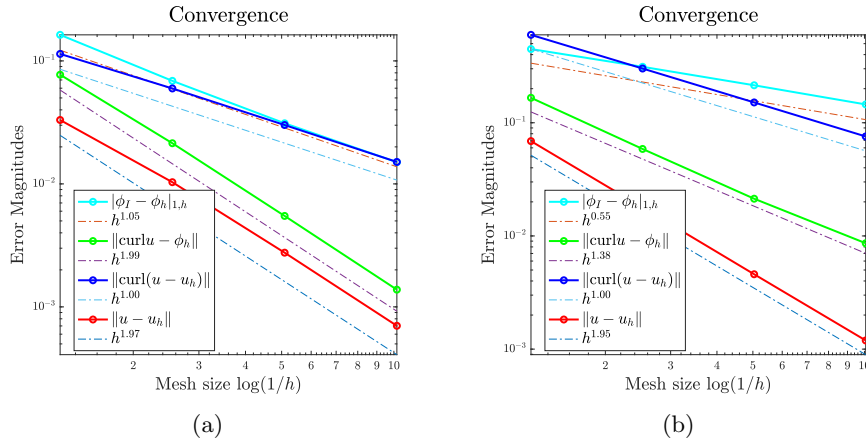 Convergence
Error Magnitudes
10^{-1}
10^{-2}
10^{-3}
|ϕ_I − ϕ_h|_{1,h}
h^{1.05}
‖curlu − ϕ_h‖
h^{1.99}
‖curl(u − u_h)‖
h^{1.00}
‖u − u_h‖
h^{1.97}
2 3 4 5 6 7 8 9 10
Mesh size log(1/h)
(a)
Convergence
Error Magnitudes
10^{-1}
10^{-2}
10^{-3}
|ϕ_I − ϕ_h|_{1,h}
h^{0.55}
‖curlu − ϕ_h‖
h^{1.38}
‖curl(u − u_h)‖
h^{1.00}
‖u − u_h‖
h^{1.95}
2 3 4 5 6 7 8 9 10
Mesh size log(1/h)
(b)